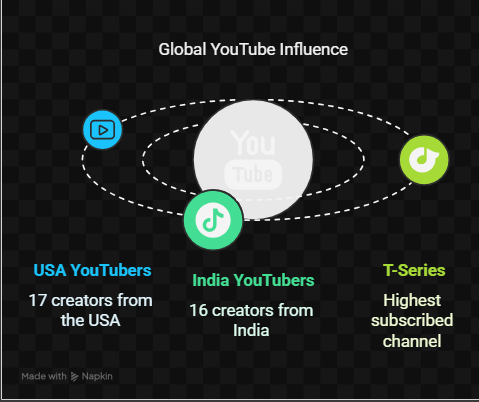 Global YouTube Influence
You
Tube
USA YouTubers
17 creators from
the USA
India YouTubers
16 creators from
India
T-Series
Highest
subscribed
channel
Made with Napkin